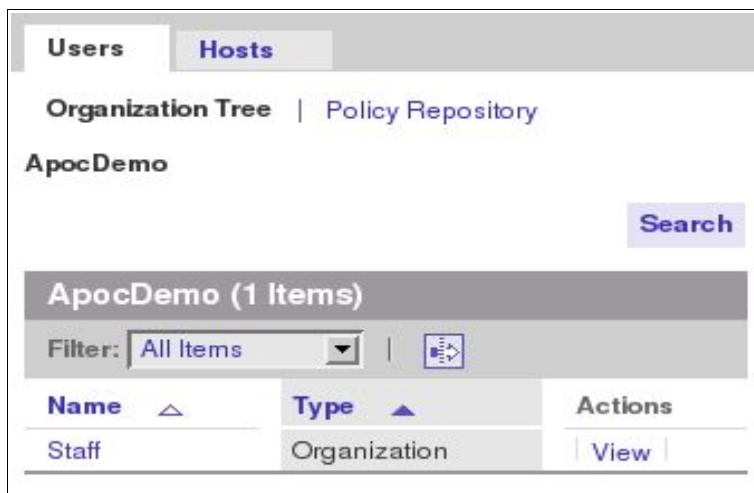 Users Hosts
Organization Tree | Policy Repository
ApocDemo
Search
ApocDemo (1 Items)
Filter: All Items |
Name Type Actions
Staff Organization | View |